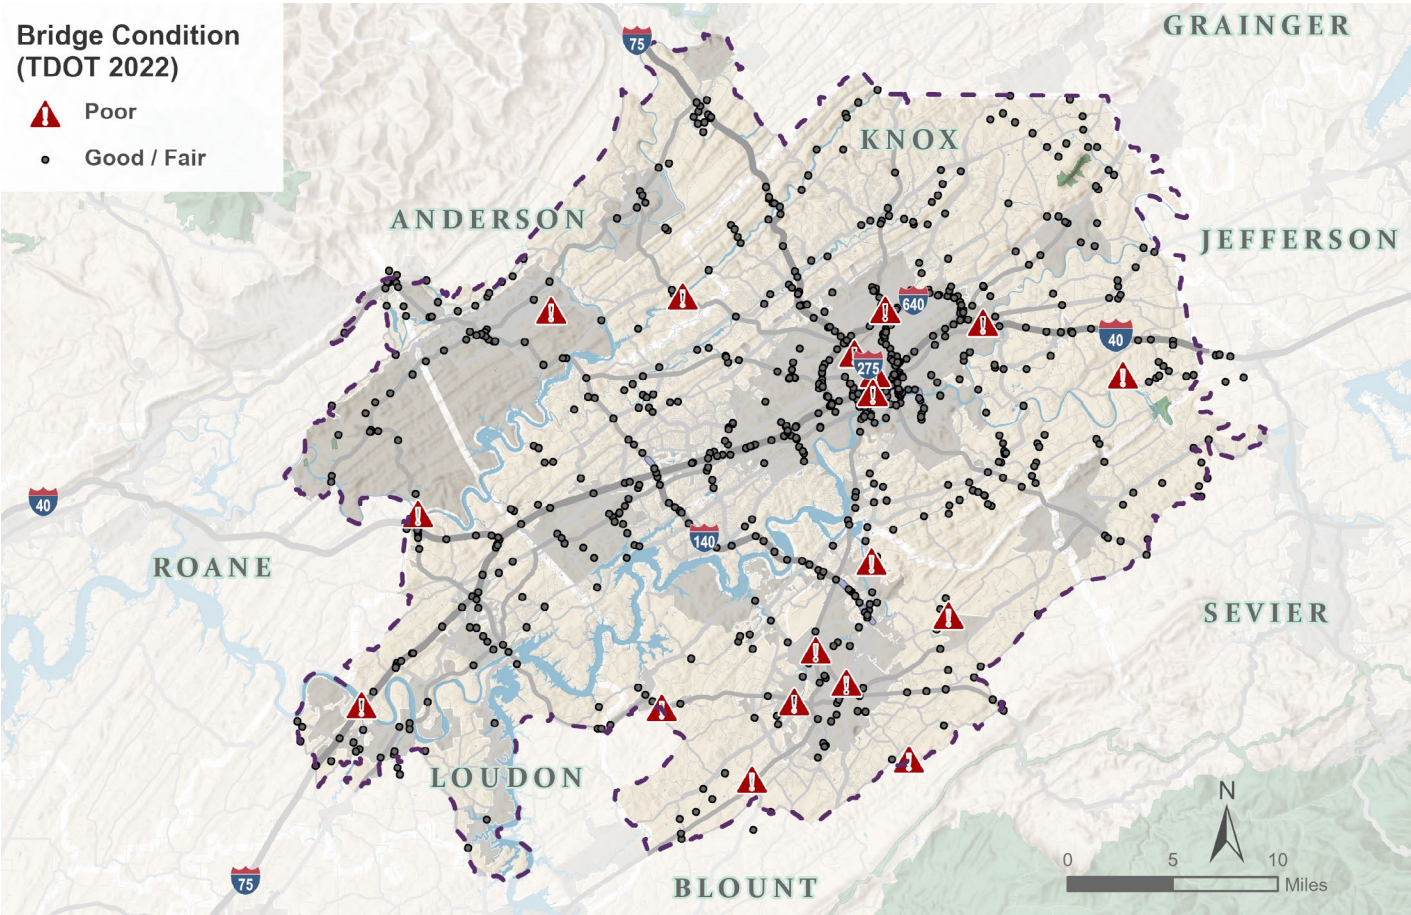 Bridge Condition
(TDOT 2022)
Poor
Good / Fair
75
GRAINGER
KNOX
ANDERSON
JEFFERSON
640
40
275
40
140
ROANE
SEVIER
LOUDON
N
0 5 10
Miles
75
BLOUNT